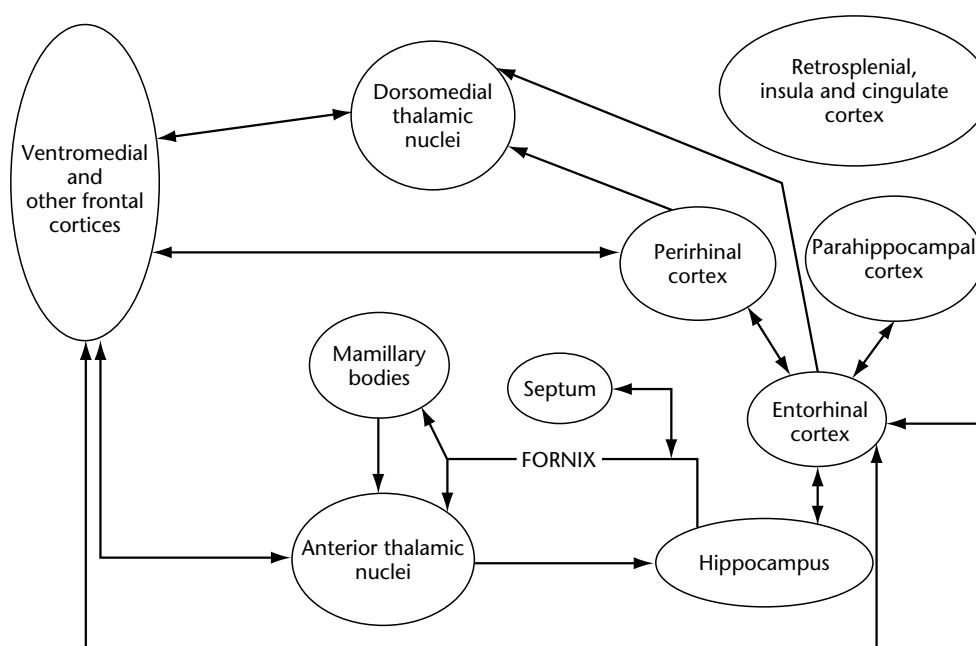 Retrosplenial,
insula and cingulate
cortex
Dorsomedial
thalamic
nuclei
Ventromedial
and
other frontal
cortices
Perirhinal
cortex
Parahippocampal
cortex
Mamillary
bodies
Septum
Entorhinal
cortex
FORNIX
Anterior thalamic
nuclei
Hippocampus